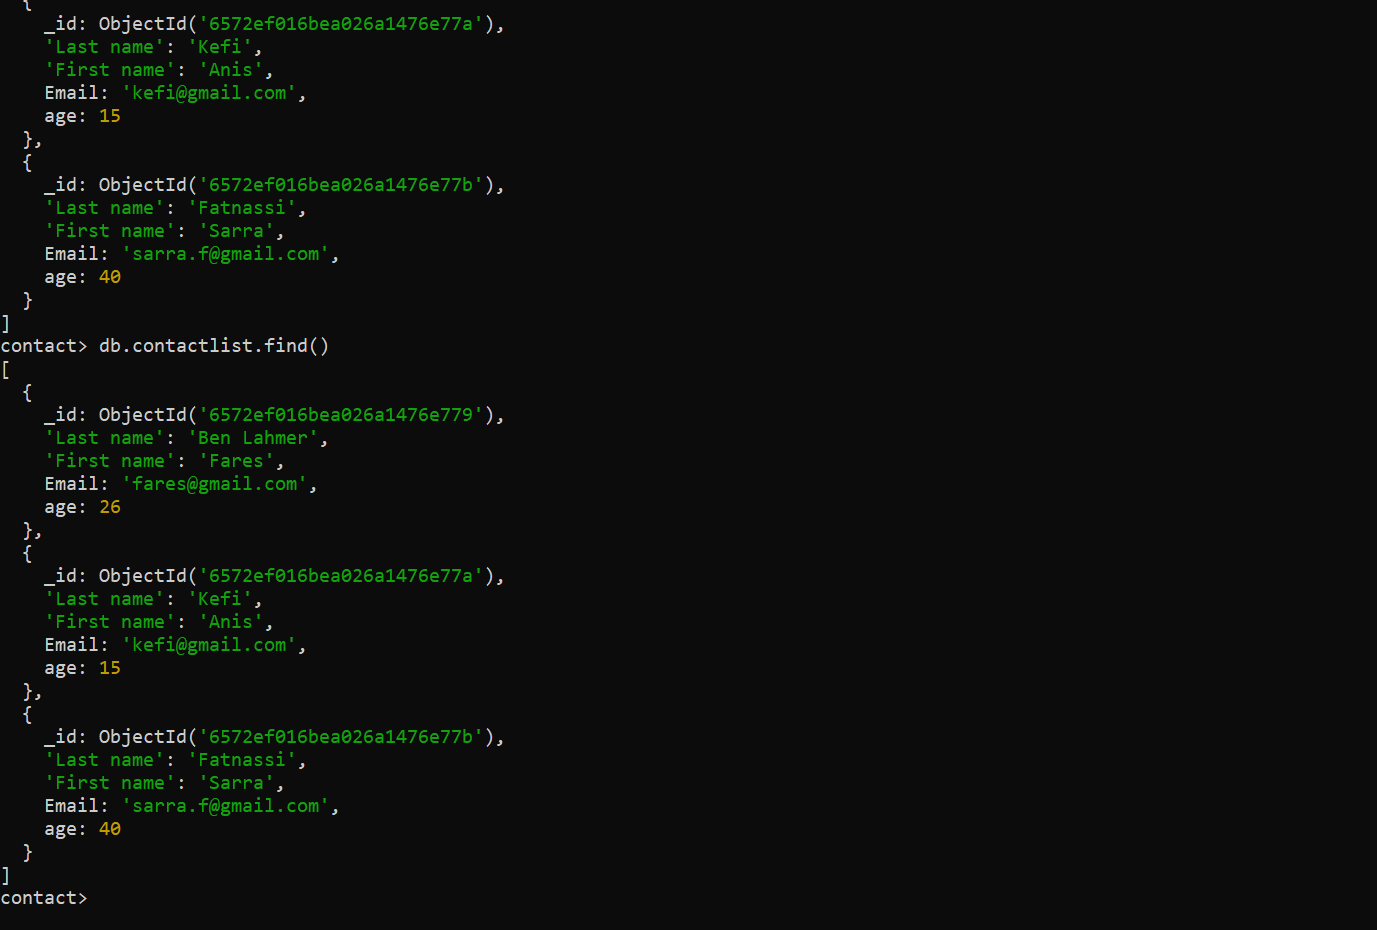 {
    _id: ObjectId('6572ef016bea026a1476e77a'),
    'Last name': 'Kefi',
    'First name': 'Anis',
    Email: 'kefi@gmail.com',
    age: 15
  },
  {
    _id: ObjectId('6572ef016bea026a1476e77b'),
    'Last name': 'Fatnassi',
    'First name': 'Sarra',
    Email: 'sarra.f@gmail.com',
    age: 40
  }
]
contact> db.contactlist.find()
[
  {
    _id: ObjectId('6572ef016bea026a1476e779'),
    'Last name': 'Ben Lahmer',
    'First name': 'Fares',
    Email: 'fares@gmail.com',
    age: 26
  },
  {
    _id: ObjectId('6572ef016bea026a1476e77a'),
    'Last name': 'Kefi',
    'First name': 'Anis',
    Email: 'kefi@gmail.com',
    age: 15
  },
  {
    _id: ObjectId('6572ef016bea026a1476e77b'),
    'Last name': 'Fatnassi',
    'First name': 'Sarra',
    Email: 'sarra.f@gmail.com',
    age: 40
  }
]
contact>